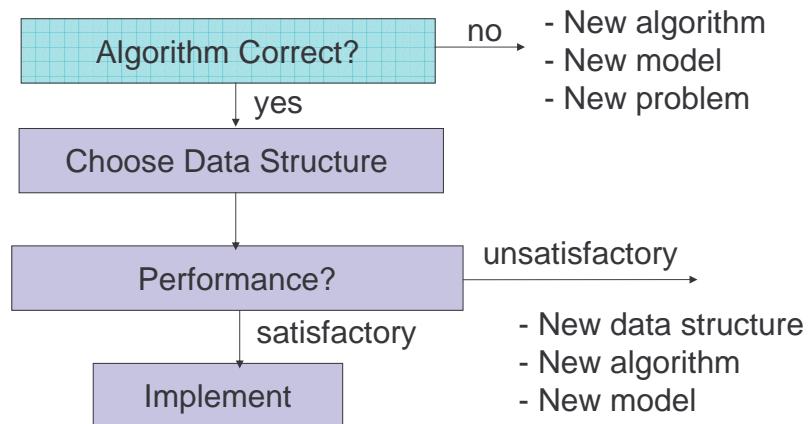 Algorithm Correct?
no
- New algorithm
- New model
- New problem
yes
Choose Data Structure
Performance?
unsatisfactory
satisfactory
- New data structure
- New algorithm
- New model
Implement